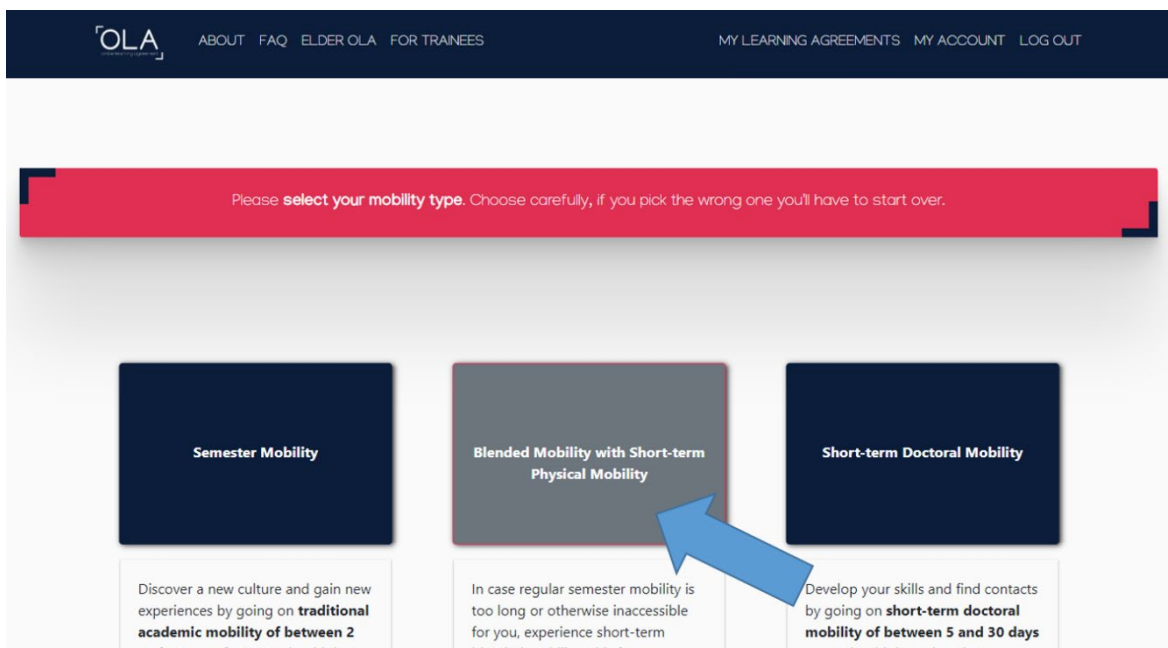 OLA
ABOUT FAQ ELDER OLA FOR TRAINEES
MY LEARNING AGREEMENTS MY ACCOUNT LOG OUT
Please select your mobility type. Choose carefully, if you pick the wrong one you'll have to start over.
Semester Mobility
Blended Mobility with Short-term
Physical Mobility
Short-term Doctoral Mobility
Discover a new culture and gain new
experiences by going on traditional
academic mobility of between 2
In case regular semester mobility is
too long or otherwise inaccessible
for you, experience short-term
Develop your skills and find contacts
by going on short-term doctoral
mobility of between 5 and 30 days